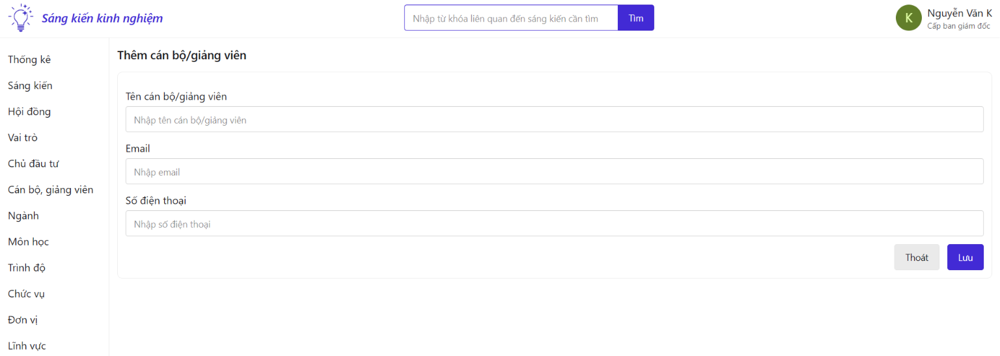 Sáng kiến kinh nghiệm
Nhập từ khóa liên quan đến sáng kiến cần tìm
Tìm
K
Nguyễn Văn K
Cấp ban giám đốc
Thống kê
Sáng kiến
Hội đồng
Vai trò
Chủ đầu tư
Cán bộ, giảng viên
Ngành
Môn học
Trình độ
Chức vụ
Đơn vị
Lĩnh vực
Thêm cán bộ/giảng viên
Tên cán bộ/giảng viên
Nhập tên cán bộ/giảng viên
Email
Nhập email
Số điện thoại
Nhập số điện thoại
Thoát
Lưu